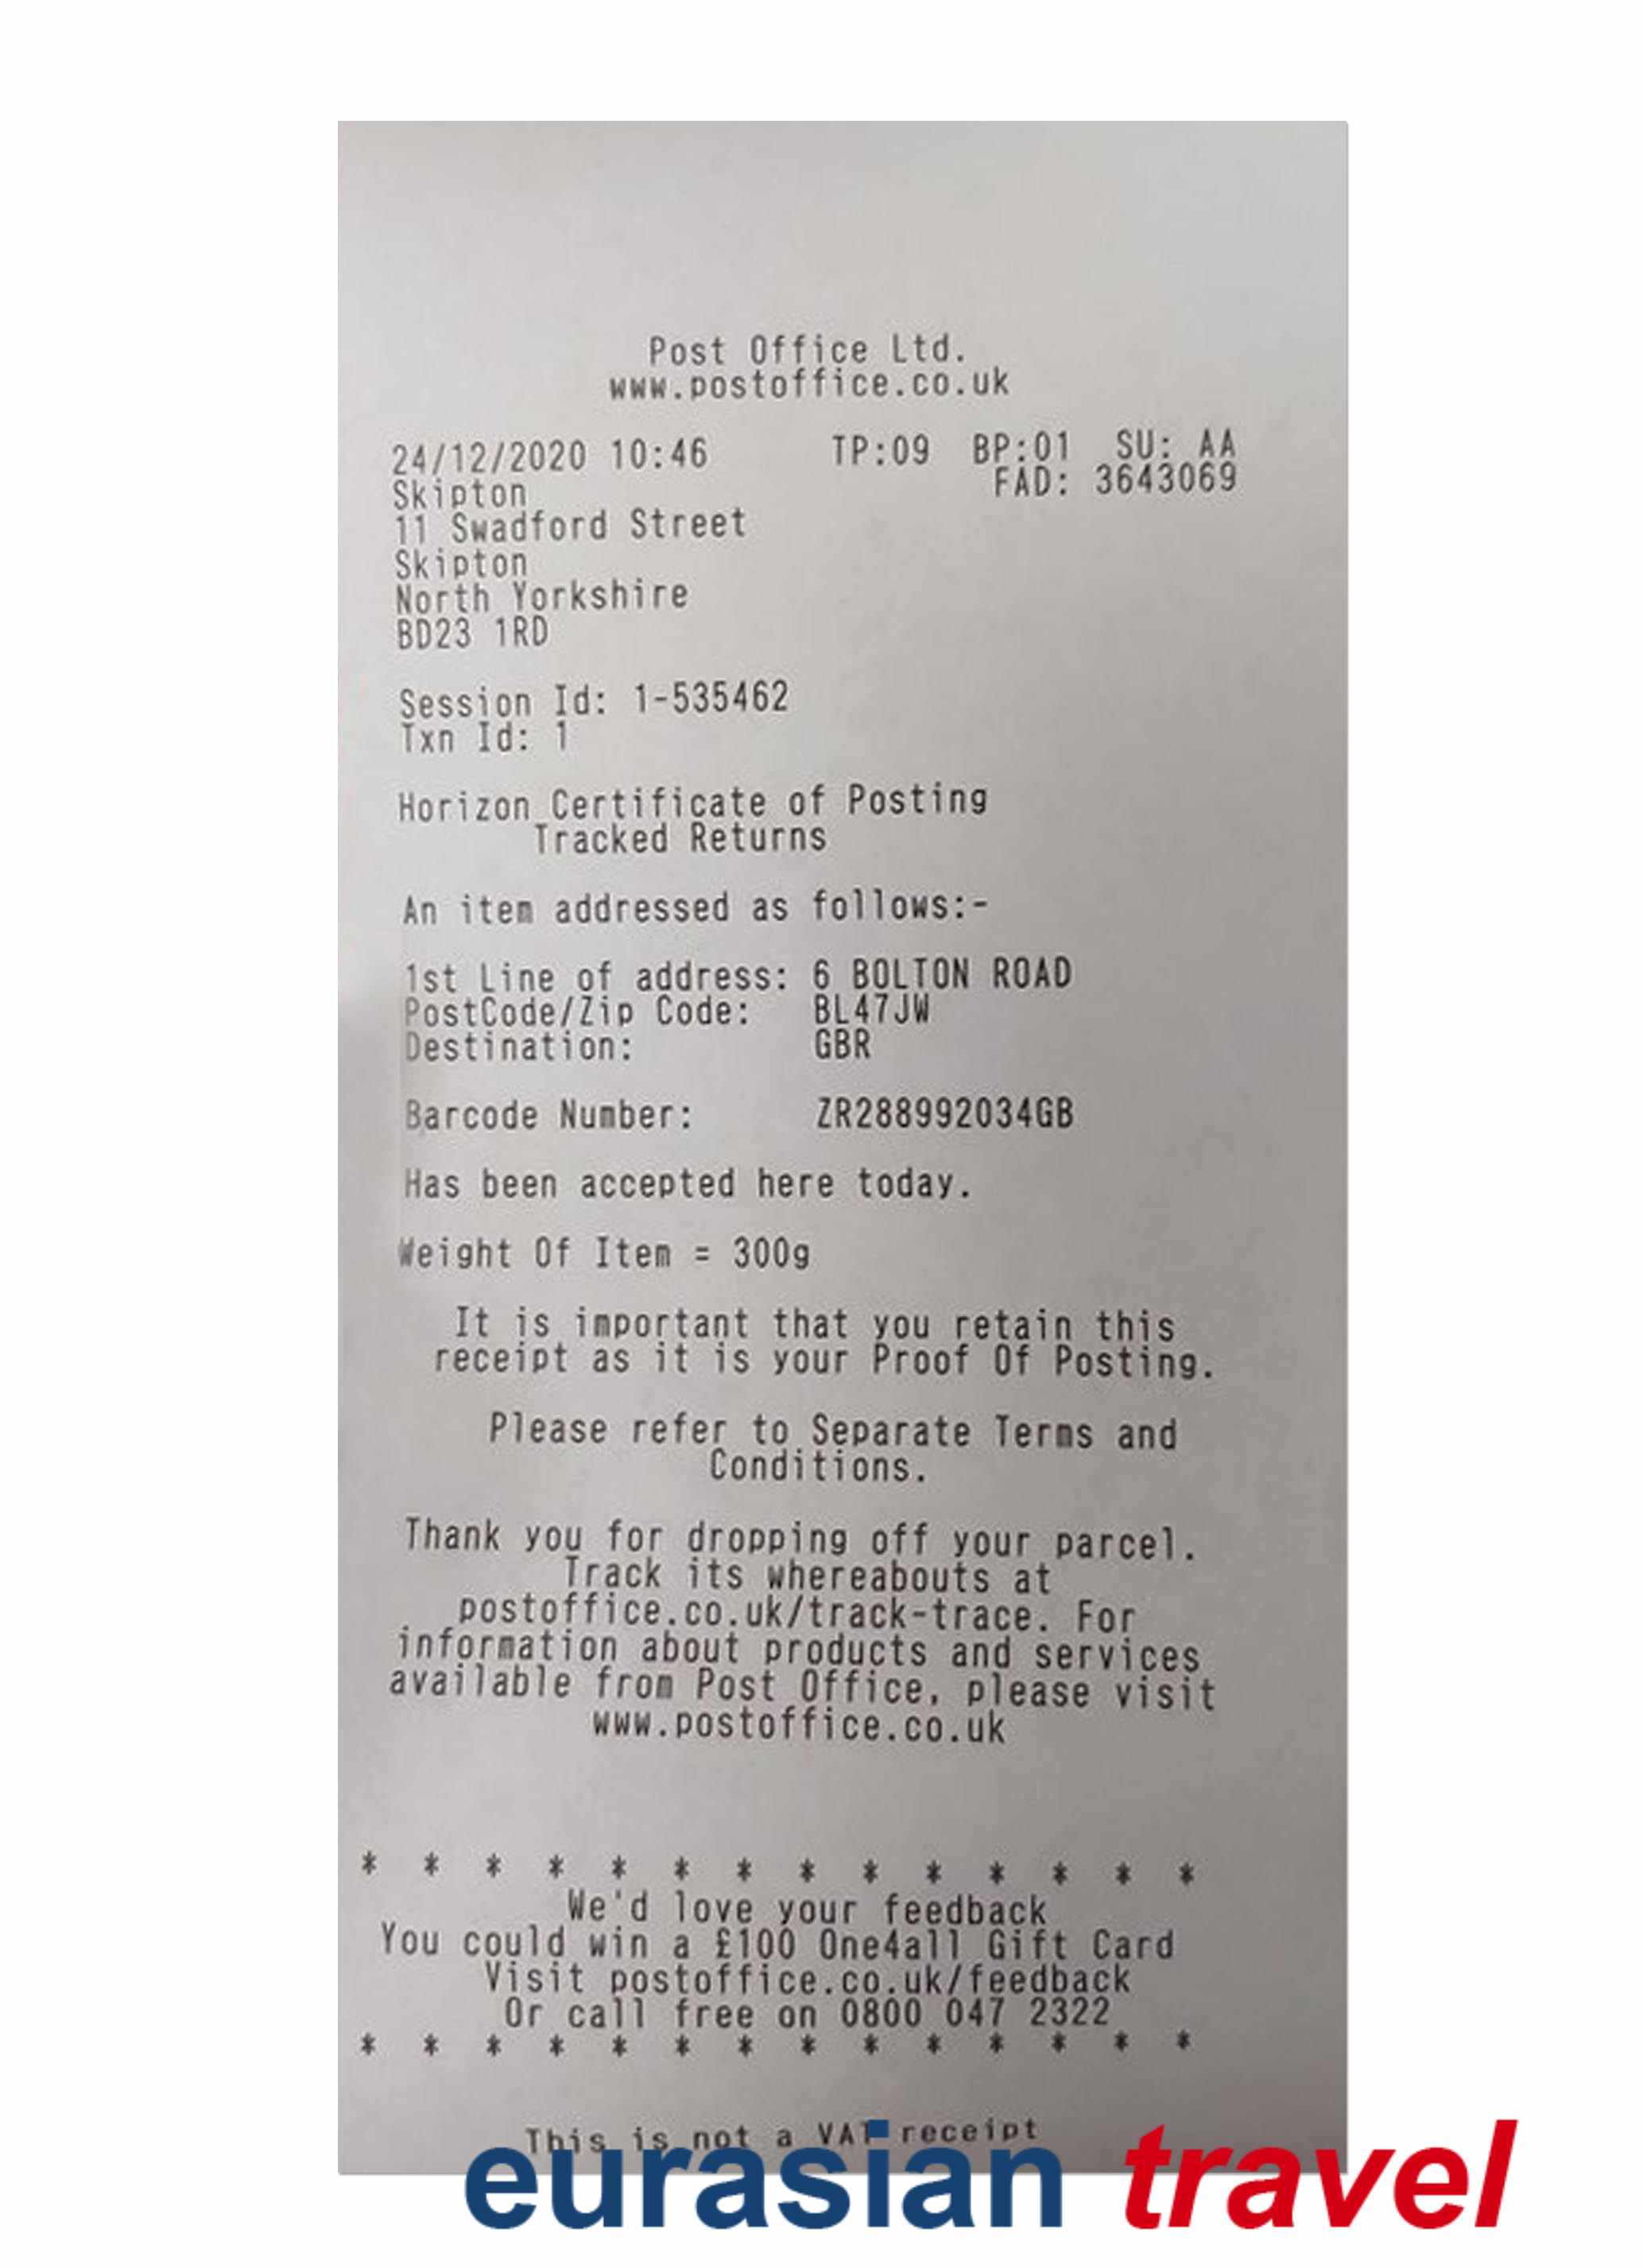 Post Office Ltd.
www.postoffice.co.uk
24/12/2020 10:46 TP:09 BP:01 SU: AA
Skipton FAD: 3643069
11 Swadford Street
Skipton
North Yorkshire
BD23 1RD
Session Id: 1-535462
Txn Id: 1
Horizon Certificate of Posting
Tracked Returns
An item addressed as follows:-
1st Line of address: 6 BOLTON ROAD
PostCode/Zip Code: BL47JW
Destination: GBR
Barcode Number: ZR288992034GB
Has been accepted here today.
Weight Of Item = 300g
It is important that you retain this
receipt as it is your Proof Of Posting.
Please refer to Separate Terms and
Conditions.
Thank you for dropping off your parcel.
Track its whereabouts at
postoffice.co.uk/track-trace. For
information about products and services
available from Post Office, please visit
www.postoffice.co.uk
* * * * * * * * * * * * * *
We'd love your feedback
You could win a £100 One4all Gift Card
Visit postoffice.co.uk/feedback
Or call free on 0800 047 2322
* * * * * * * * * * * * * *
This is not a VAT receipt
eurasian travel